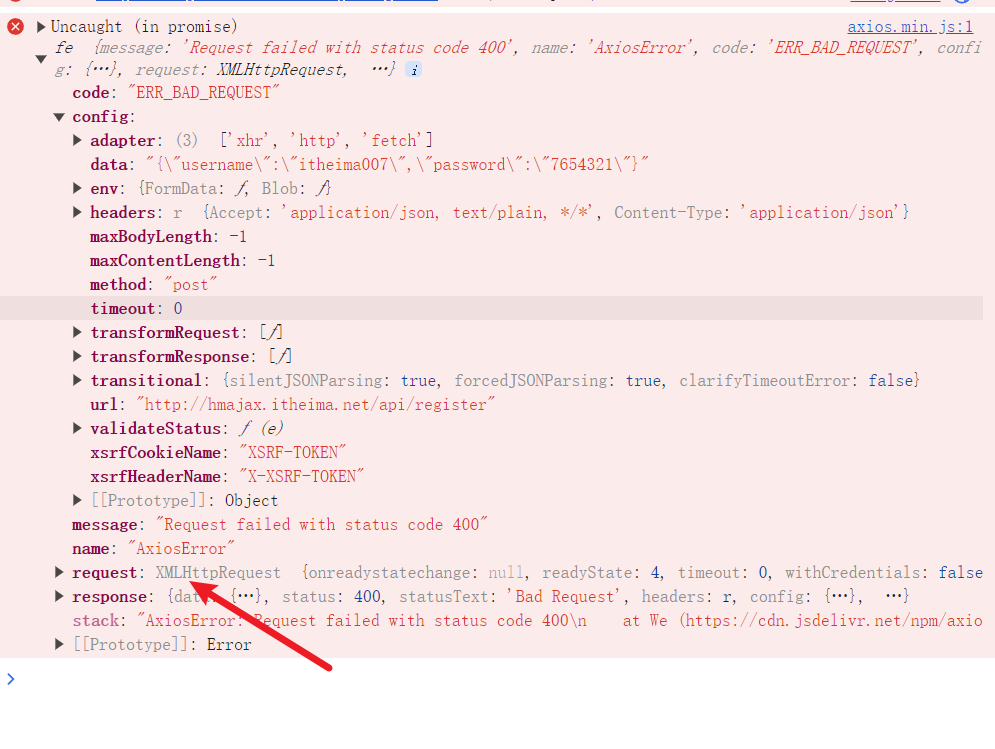 Uncaught (in promise) axios.min.js:1
fe {message: 'Request failed with status code 400', name: 'AxiosError', code: 'ERR_BAD_REQUEST', confi
g: {…}, request: XMLHttpRequest, …} i
code: "ERR_BAD_REQUEST"
config:
adapter: (3) ['xhr', 'http', 'fetch']
data: "{\"username\":\"itheima007\",\"password\":\"7654321\"}"
env: {FormData: ƒ, Blob: ƒ}
headers: r {Accept: 'application/json, text/plain, */*', Content-Type: 'application/json'}
maxBodyLength: -1
maxContentLength: -1
method: "post"
timeout: 0
transformRequest: [ƒ]
transformResponse: [ƒ]
transitional: {silentJSONParsing: true, forcedJSONParsing: true, clarifyTimeoutError: false}
url: "http://hmajax.itheima.net/api/register"
validateStatus: ƒ (e)
xsrfCookieName: "XSRF-TOKEN"
xsrfHeaderName: "X-XSRF-TOKEN"
[[Prototype]]: Object
message: "Request failed with status code 400"
name: "AxiosError"
request: XMLHttpRequest {onreadystatechange: null, readyState: 4, timeout: 0, withCredentials: false
response: {data: {…}, status: 400, statusText: 'Bad Request', headers: r, config: {…}, …}
stack: "AxiosError: Request failed with status code 400\n at We (https://cdn.jsdelivr.net/npm/axio
[[Prototype]]: Error